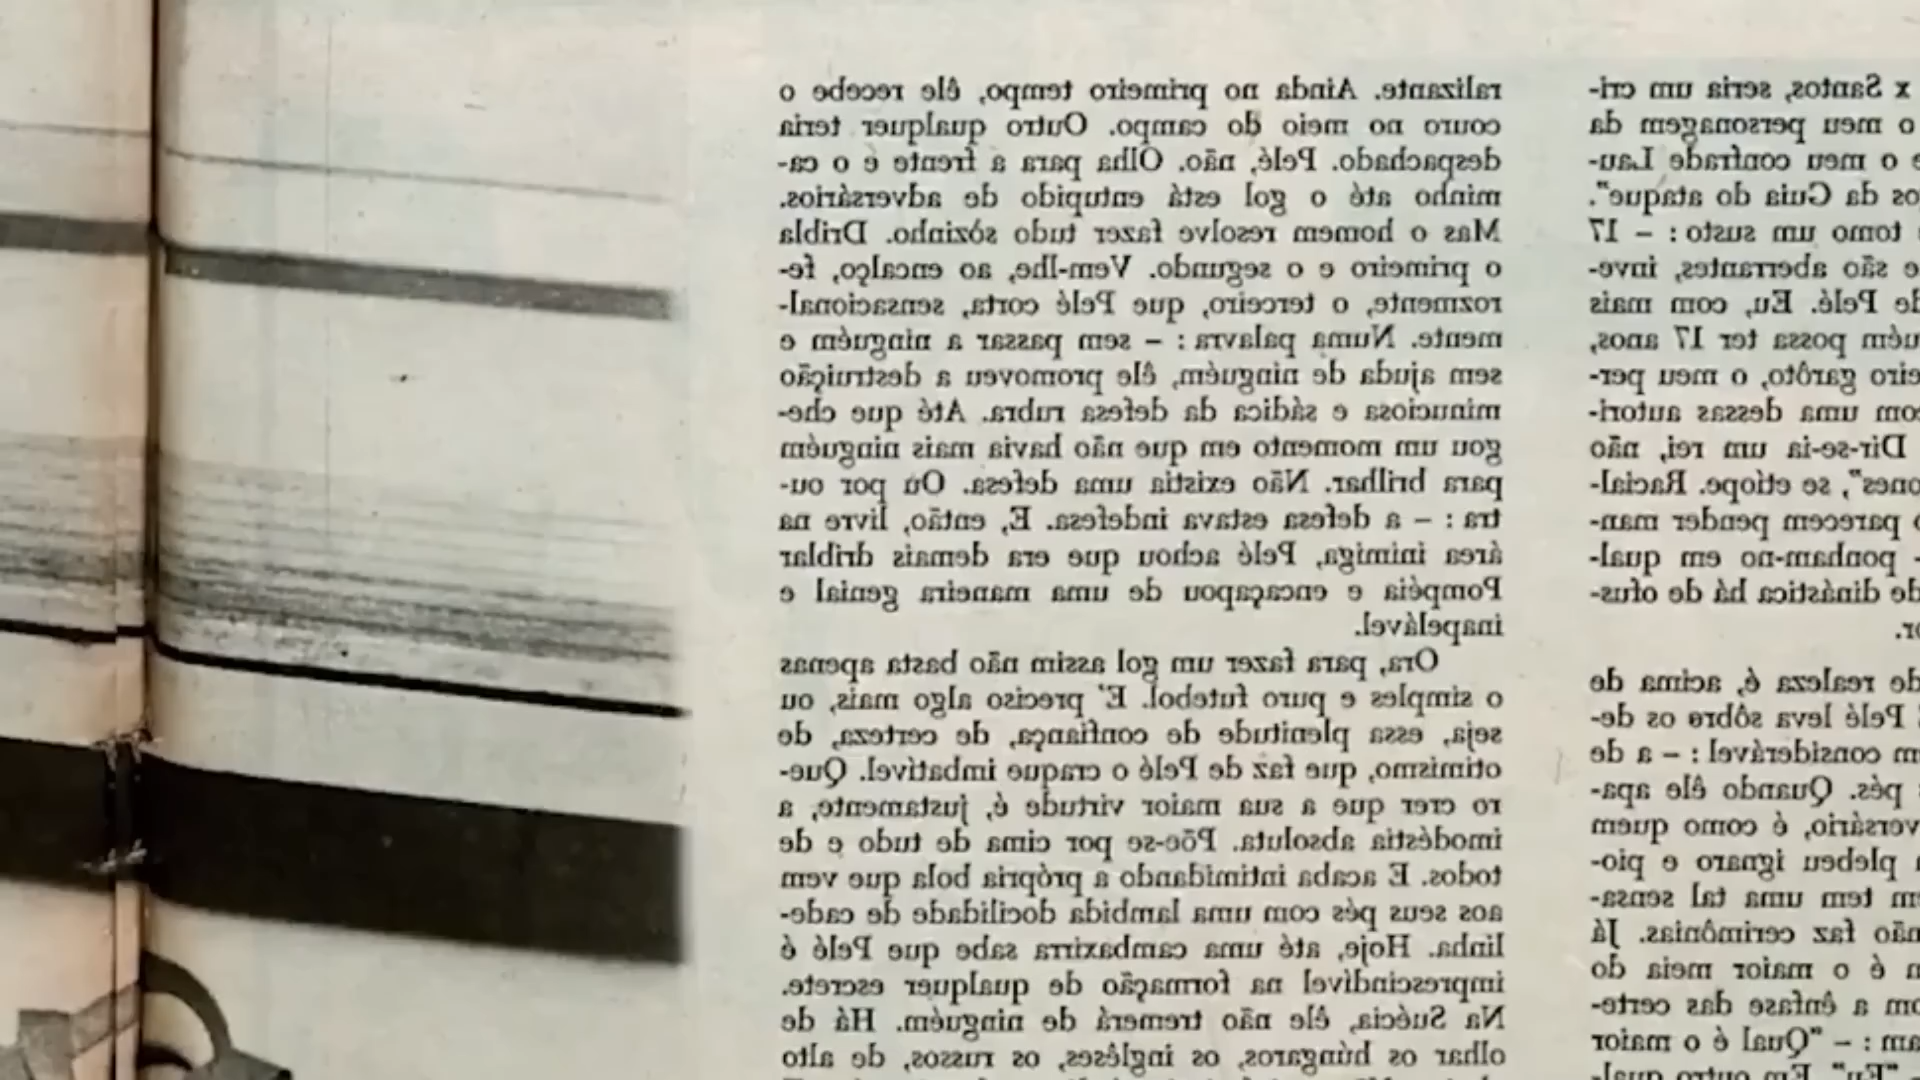 x Santos, seria um cri-
o meu personagem da
e o meu confrade Lau-
os da Guia do ataque".
tomo um susto : – 17
e são aberrantes, inve-
de Pelé. Eu, com mais
uém possa ter 17 anos,
eiro garôto, o meu per-
om uma dessas autori-
Dir-se-ia um rei, não
ones", se etíope. Racial-
parecem pender man-
- ponham-no em qual-
de dinástica há de ofus-
or.
de realeza é, acima de
Pelé leva sôbre os de-
m considerável : – a de
pés. Quando êle apa-
versário, é como quem
plebeu ignaro e pio-
m tem uma tal sensa-
não faz cerimônias. Já
é o maior meia do
om a ênfase das certe-
am : – "Qual é o maior
"Eu". Em outro qual-
ralizante. Ainda no primeiro tempo, êle recebe o
couro no meio do campo. Outro qualquer teria
despachado. Pelé, não. Olha para a frente e o ca-
minho até o gol está entupido de adversários.
Mas o homem resolve fazer tudo sòzinho. Dribla
o primeiro e o segundo. Vem-lhe, ao encalço, fe-
rozmente, o terceiro, que Pelé corta, sensacional-
mente. Numa palavra : – sem passar a ninguém e
sem ajuda de ninguém, êle promoveu a destruição
minuciosa e sádica da defesa rubra. Até que che-
gou um momento em que não havia mais ninguém
para brilhar. Não existia uma defesa. Ou por ou-
tra : – a defesa estava indefesa. E, então, livre na
área inimiga, Pelé achou que era demais driblar
Pompéia e encaçapou de uma maneira genial e
inapelável.
Ora, para fazer um gol assim não basta apenas
o simples e puro futebol. E' preciso algo mais, ou
seja, essa plenitude de confiança, de certeza, de
otimismo, que faz de Pelé o craque imbatível. Que-
ro crer que a sua maior virtude é, justamente, a
imodéstia absoluta. Põe-se por cima de tudo e de
todos. E acaba intimidando a própria bola que vem
aos seus pés com uma lambida docilidade de cade-
linha. Hoje, até uma cambaxirra sabe que Pelé é
imprescindível na formação de qualquer escrete.
Na Suécia, êle não tremerá de ninguém. Há de
olhar os húngaros, os inglêses, os russos, de alto